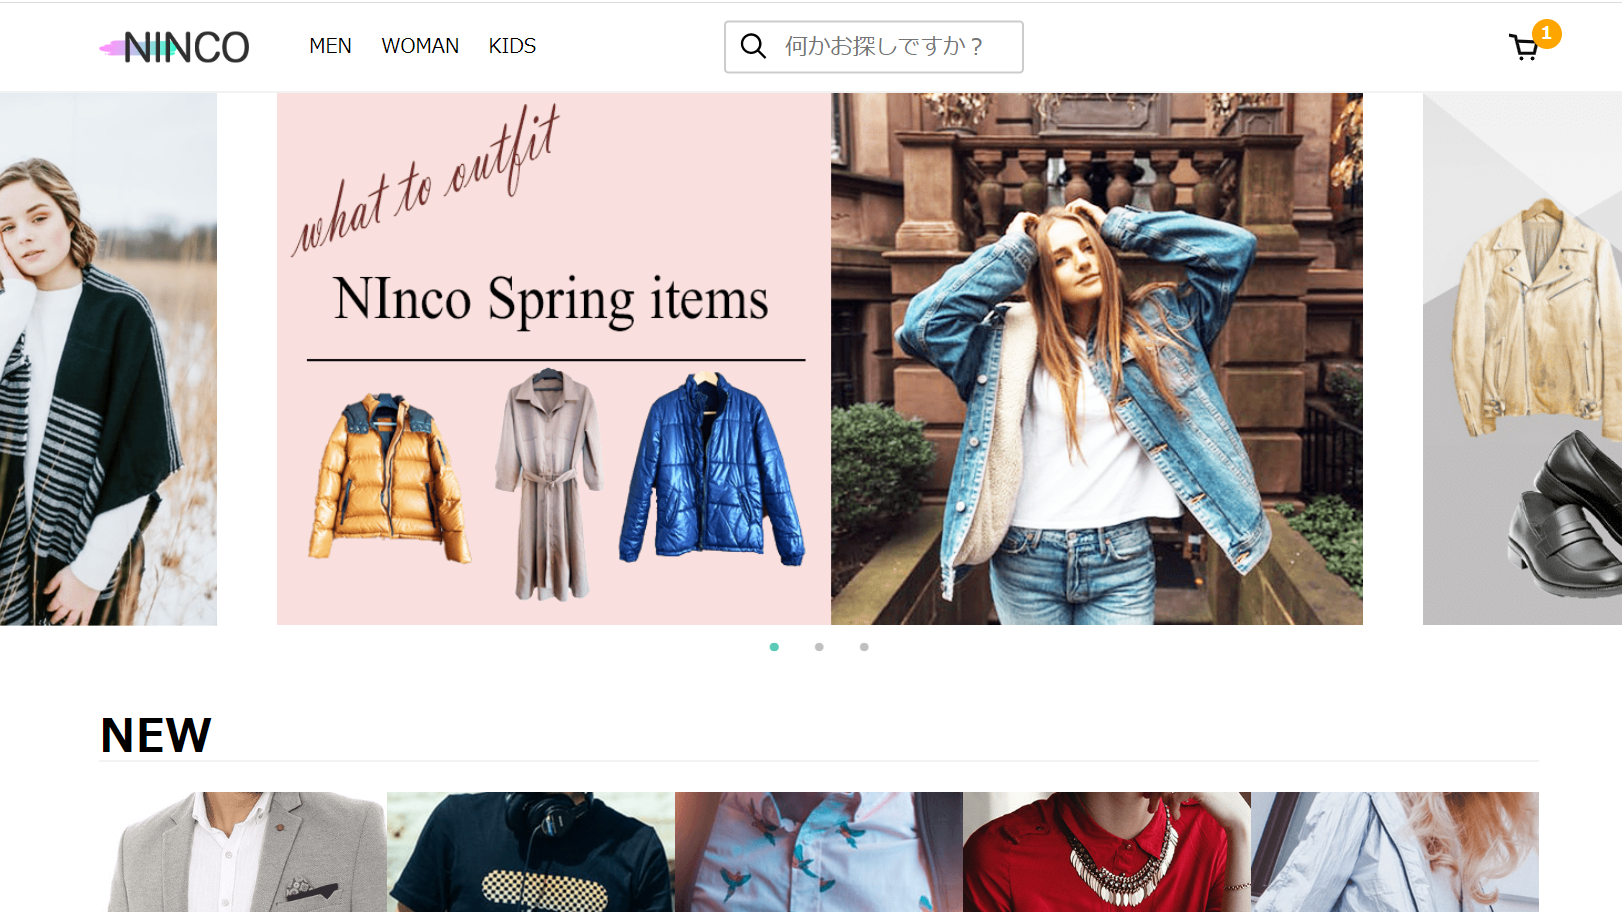 NINCO
MEN
WOMAN
KIDS
何かお探しですか？
1
what to outfit
NInco Spring items
NEW